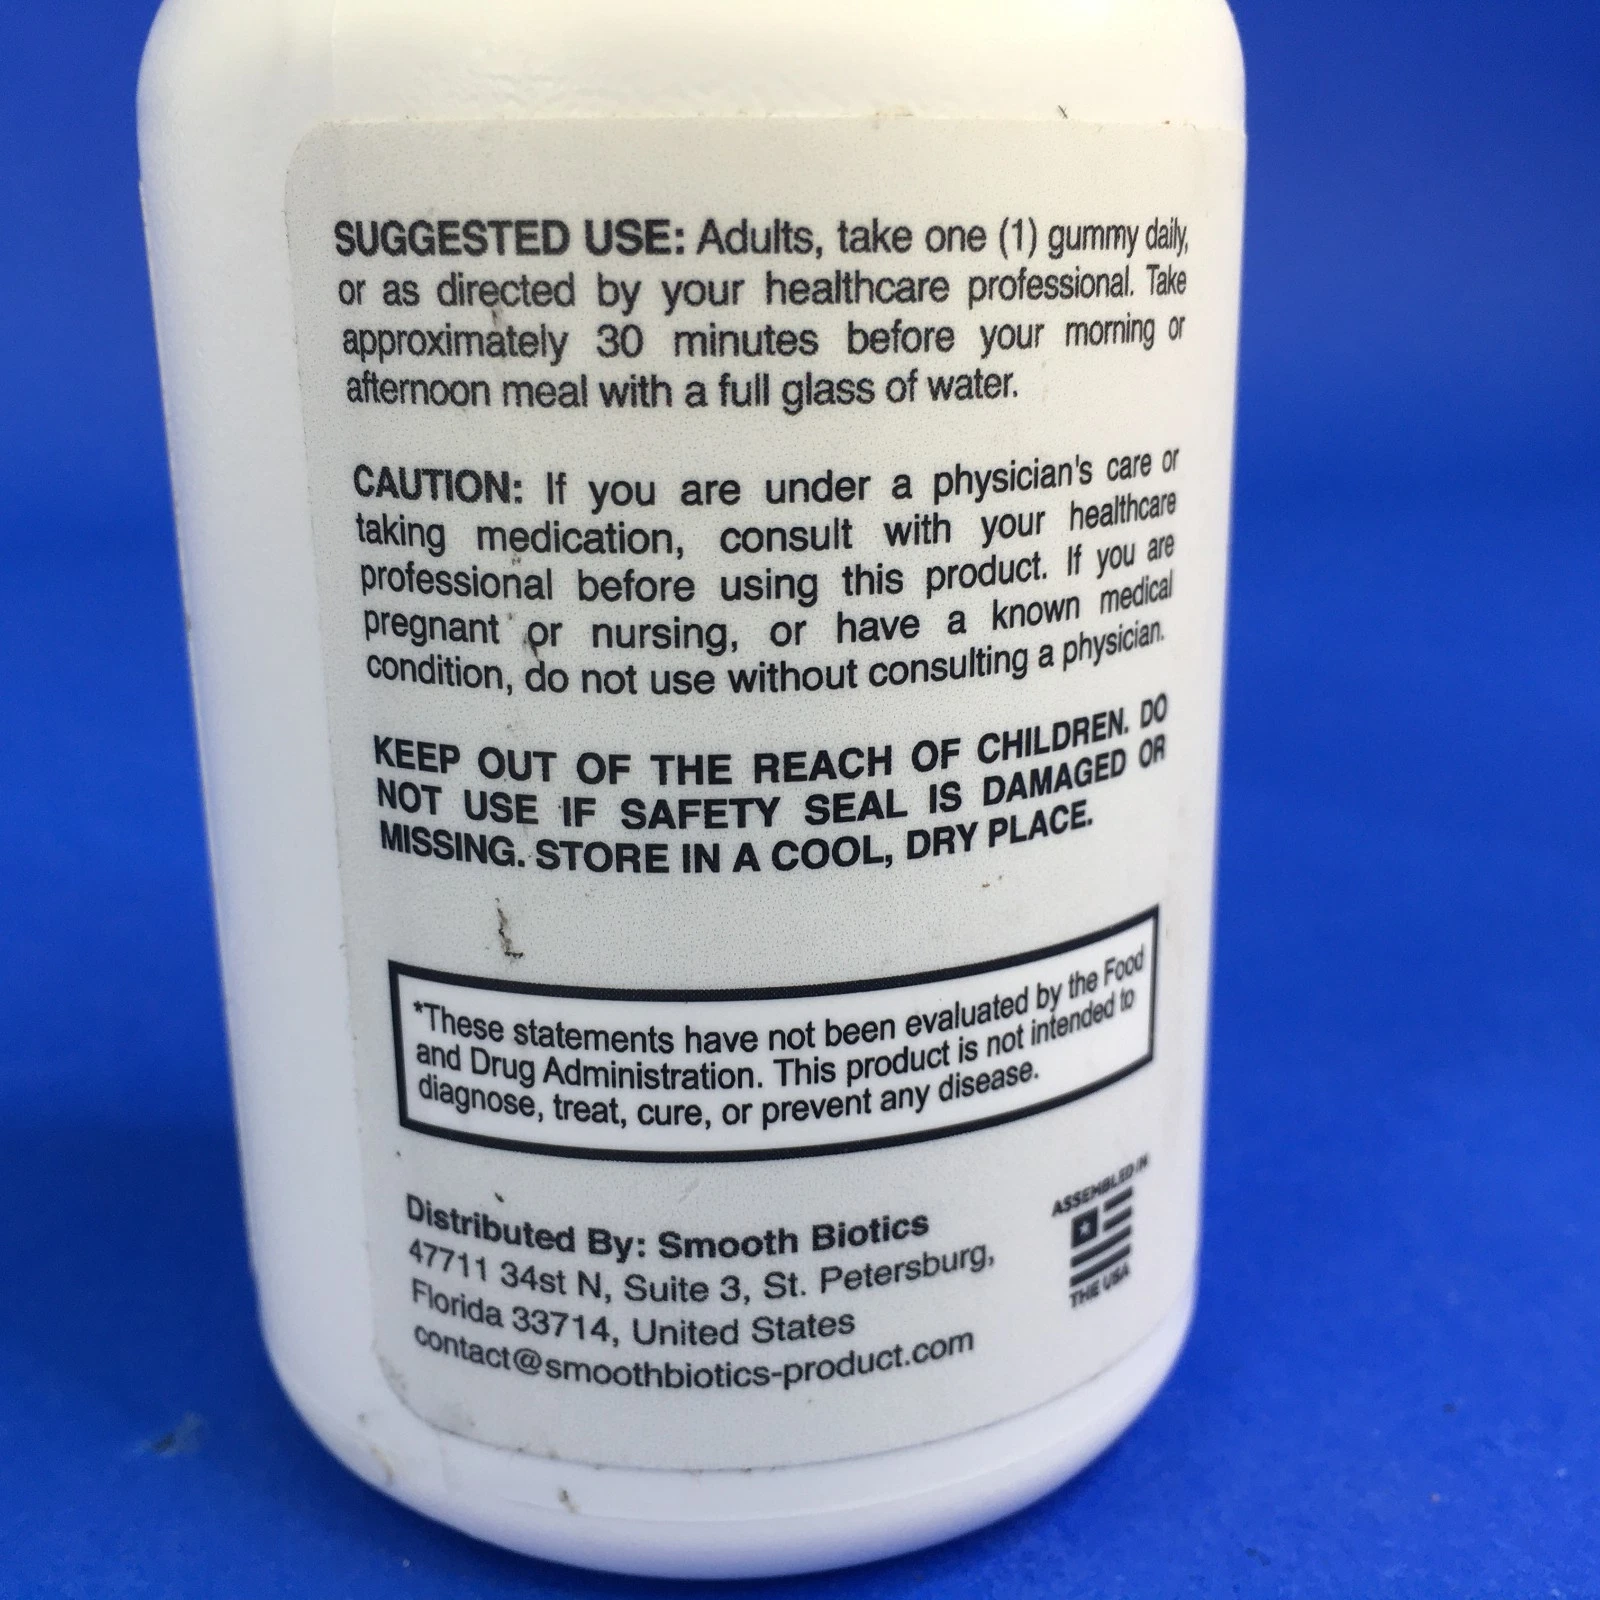 SUGGESTED USE: Adults, take one (1) gummy daily,
or as directed by your healthcare professional. Take
approximately 30 minutes before your morning or
afternoon meal with a full glass of water.
CAUTION: If you are under a physician's care or
taking medication, consult with your healthcare
professional before using this product. If you are
pregnant or nursing, or have a known medical
condition, do not use without consulting a physician.
KEEP OUT OF THE REACH OF CHILDREN. DO
NOT USE IF SAFETY SEAL IS DAMAGED OR
MISSING. STORE IN A COOL, DRY PLACE.
*These statements have not been evaluated by the Food
and Drug Administration. This product is not intended to
diagnose, treat, cure, or prevent any disease.
Distributed By: Smooth Biotics
47711 34st N, Suite 3, St. Petersburg,
Florida 33714, United States
contact@smoothbiotics-product.com
ASSEMBLED IN
THE USA